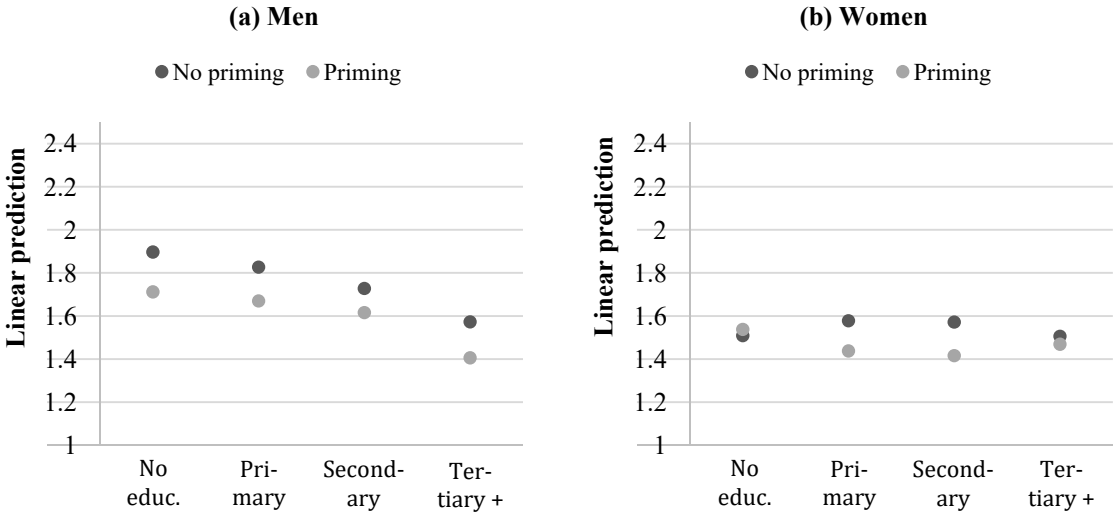 (a) Men
No priming Priming
Linear prediction
2.4
2.2
2
1.8
1.6
1.4
1.2
1
No educ.
Pri-
mary
Second-
ary
Ter-
tiary +
(b) Women
No priming Priming
Linear prediction
2.4
2.2
2
1.8
1.6
1.4
1.2
1
No
educ.
Pri-
mary
Second-
ary
Ter-
tiary +